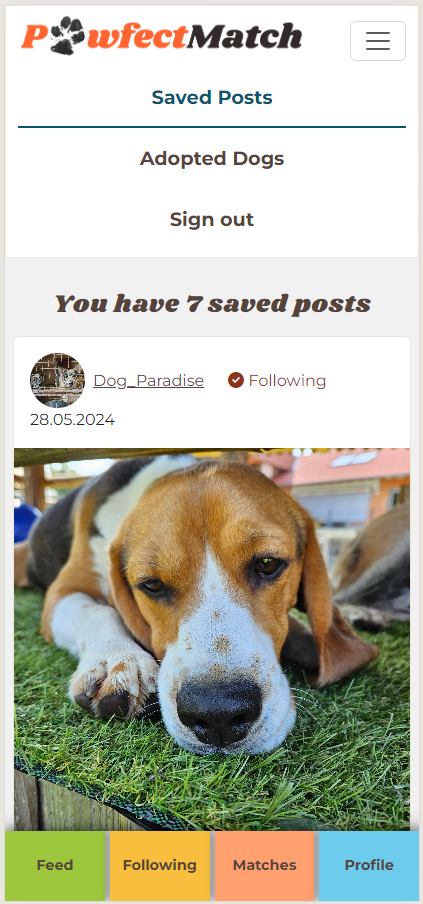 PawfectMatch
Saved Posts
Adopted Dogs
Sign out
You have 7 saved posts
Dog_Paradise Following
28.05.2024
Feed Following Matches Profile